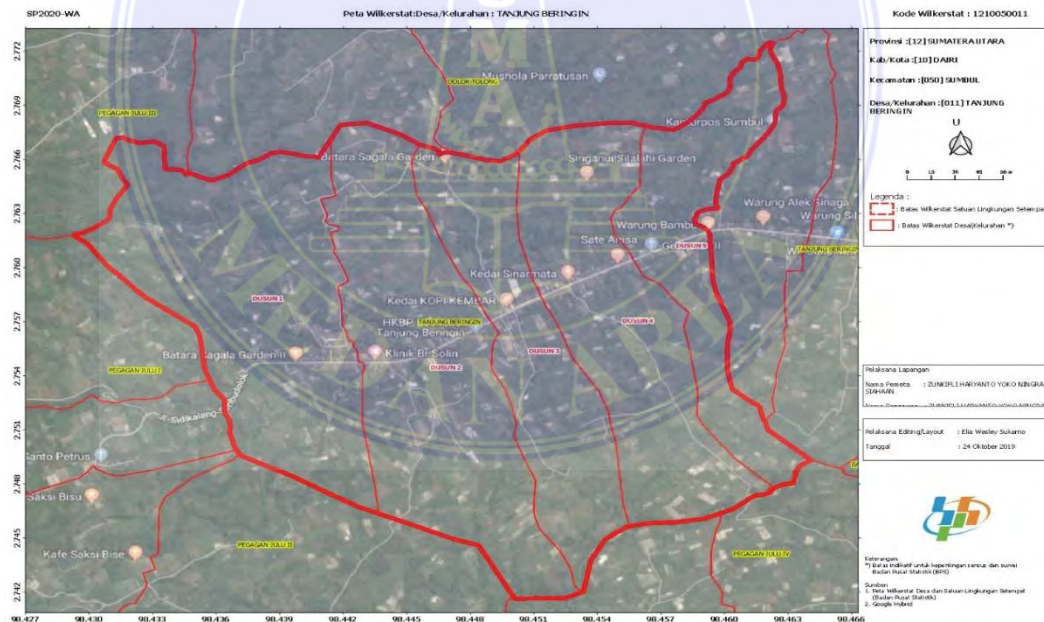 SP2020-WA
Peta Wilkerstat:Desa/Kelurahan : TANJUNG BERINGIN
Kode Wilkerstat : 1210050011
Provinsi :[12] SUMATERA UTARA
Kab/Kota :[10] DAIRI
Kecamatan :[050] SUMBUL
Desa/Kelurahan :[011] TANJUNG
BERINGIN
U
Legenda :
: Batas Wilkerstat Satuan Lingkungan Setempa
: Batas Wilkerstat Desa/Kelurahan *)
Pelaksana Lapangan
Nama Pemeta : ZUNKIFLI HARYANTO YOKO NINGRA
SIAHAAN
Pelaksana Editing/Layout : Elia Wesley Sukarno
Tanggal : 24 Oktober 2019
Keterangan:
*) Batas indikatif untuk kepentingan sensus dan survei
Badan Pusat Statistik (BPS)
Sumber:
1. Peta Wilkerstat Desa dan Satuan Lingkungan Setempat
(Badan Pusat Statistik)
2. Google Hybrid
Mushola Parratusan
DOLOK TOLONG
PEGAGAN JULU III
Kantorpos Sumbul
Batara Sagala Garden
Singanui Silalahi Garden
Warung Alek Sinaga
Warung Bambu
Warung Sil
Sate Anisa
DUSUN 5
TANJUNG BERINGIN
Kedai Sinarmata
DUSUN 1
Kedai KOPI KEMBAR
HKBP
TANJUNG BERINGIN
Tanjung Beringin
DUSUN 4
Batara Sagala Garden II
Klinik Br Solin
DUSUN 3
DUSUN 2
PEGAGAN JULU I
Santo Petrus
Saksi Bisu
Kafe Saksi Bise
PEGAGAN JULU II
PEGAGAN JULU IV
2.772
2.769
2.766
2.763
2.760
2.757
2.754
2.751
2.748
2.745
2.742
98.427 98.430 98.433 98.436 98.439 98.442 98.445 98.448 98.451 98.454 98.457 98.460 98.463 98.466